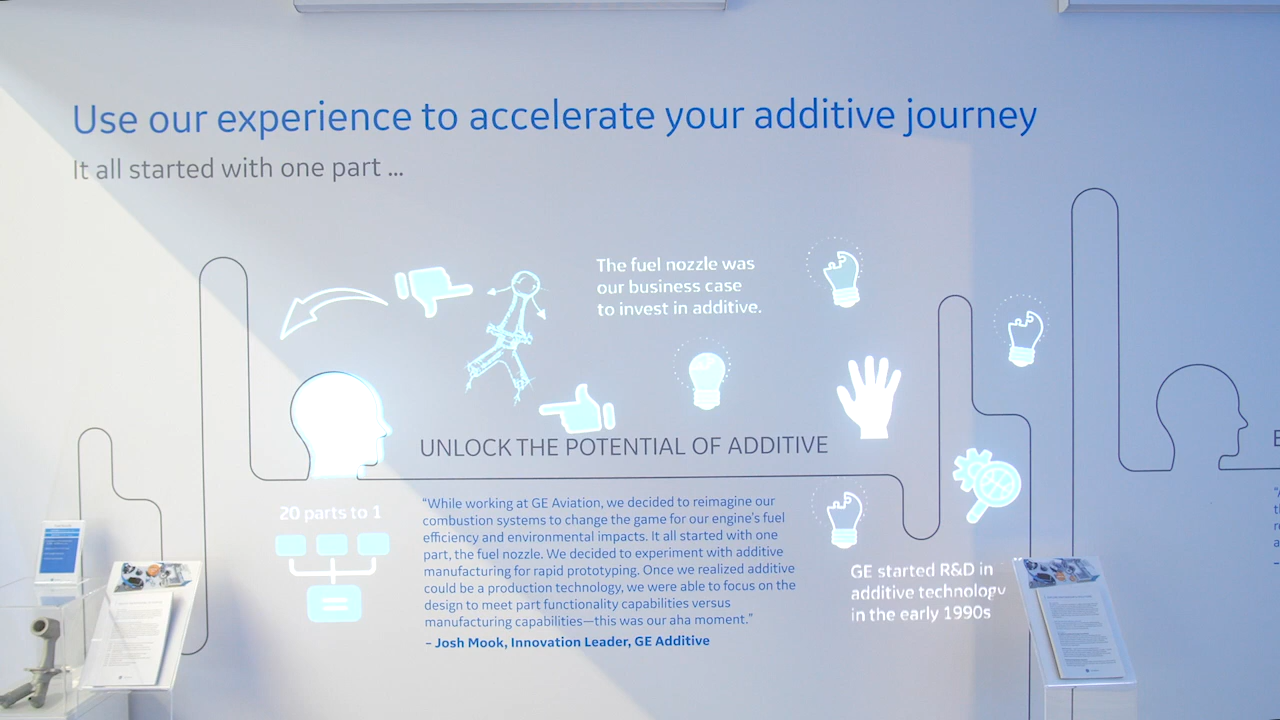 Use our experience to accelerate your additive journey
It all started with one part ...
The fuel nozzle was
our business case
to invest in additive.
UNLOCK THE POTENTIAL OF ADDITIVE
20 parts to 1
“While working at GE Aviation, we decided to reimagine our
combustion systems to change the game for our engine’s fuel
efficiency and environmental impacts. It all started with one
part, the fuel nozzle. We decided to experiment with additive
manufacturing for rapid prototyping. Once we realized additive
could be a production technology, we were able to focus on the
design to meet part functionality capabilities versus
manufacturing capabilities—this was our aha moment.”
– Josh Mook, Innovation Leader, GE Additive
GE started R&D in
additive technology
in the early 1990s